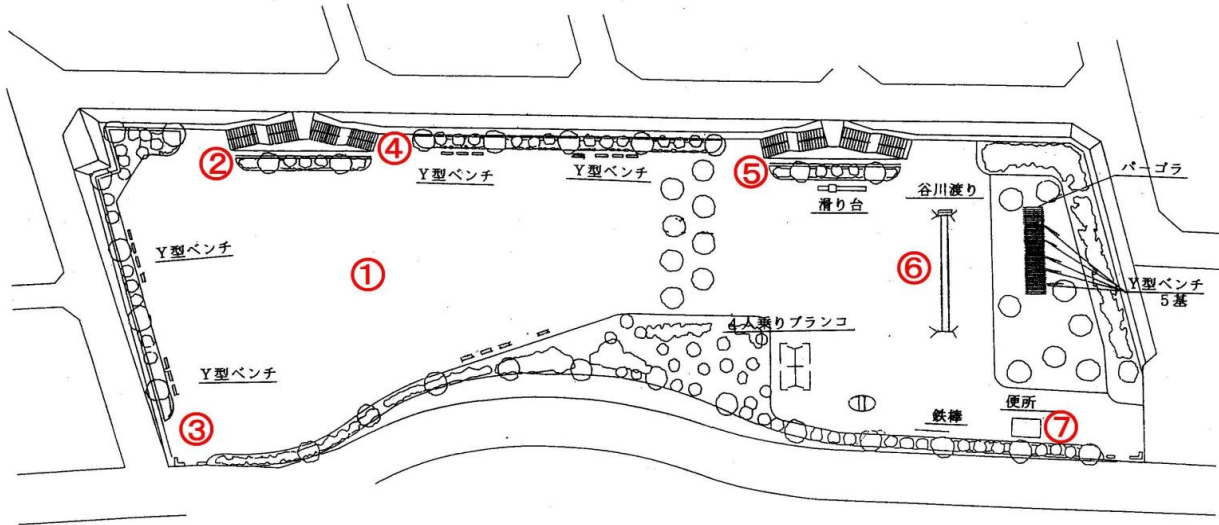 ②
④
Y型ベンチ
Y型ベンチ
⑤
滑り台
谷川渡り
パーゴラ
Y型ベンチ
①
⑥
Y型ベンチ
5基
4人乗りブランコ
Y型ベンチ
③
鉄棒
便所
⑦